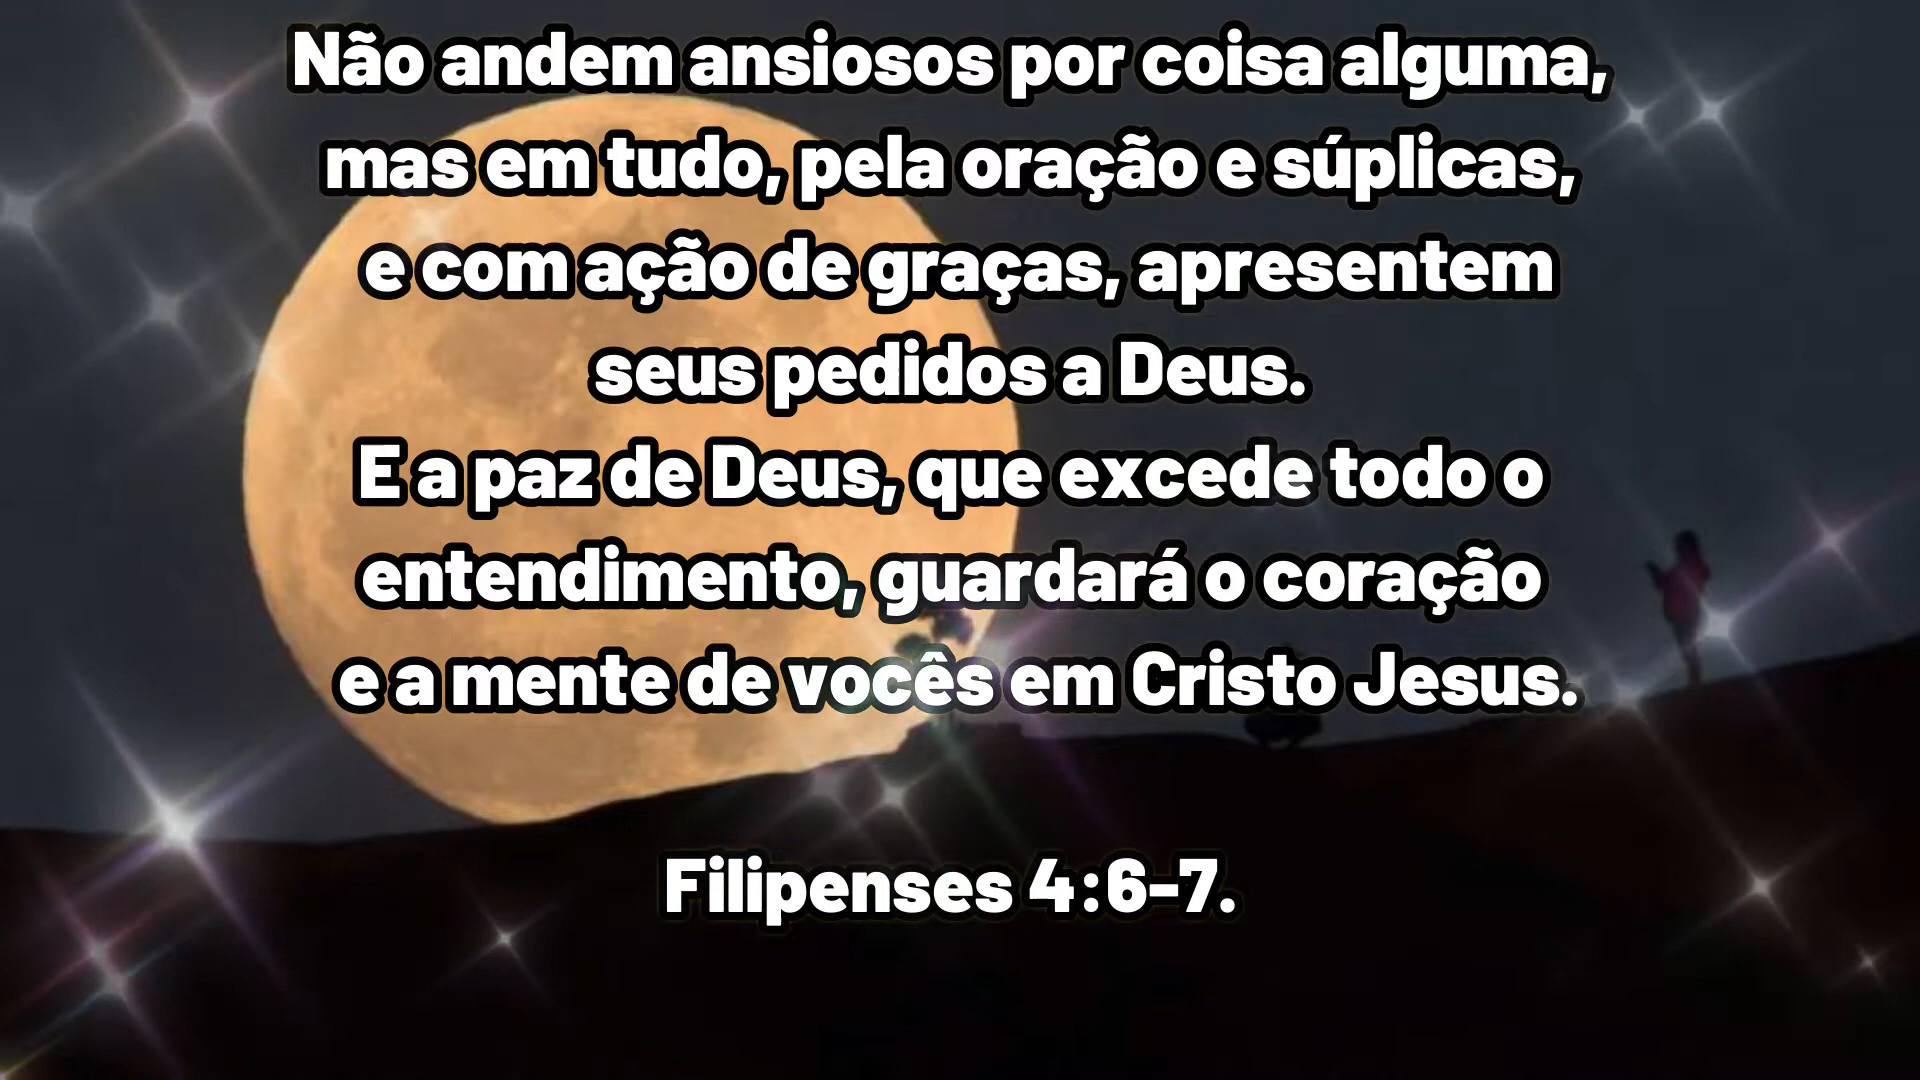 Não andem ansiosos por coisa alguma,
mas em tudo, pela oração e súplicas,
e com ação de graças, apresentem
seus pedidos a Deus.
E a paz de Deus, que excede todo o
entendimento, guardará o coração
e a mente de vocês em Cristo Jesus.
Filipenses 4:6-7.